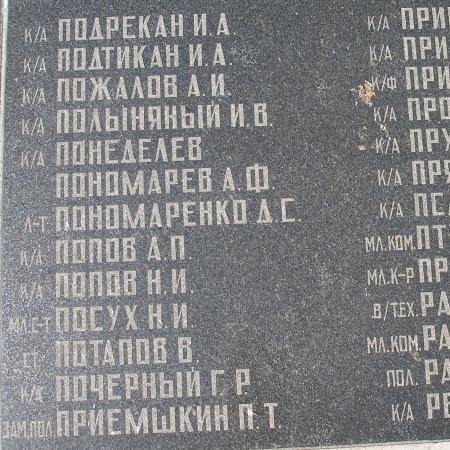 К/А ПОДРЕКАН И.А.
К/А ПОДТИКАН И.А.
К/А ПОЖАЛОВ А.И.
К/А ПОЛЫНЯНЫЙ И.В.
К/А ПОНЕДЕЛЕВ
ПОНОМАРЕВ А.Ф.
Л-Т ПОНОМАРЕНКО Д.С.
К/А ПОПОВ А.П.
К/А ПОПОВ Н.И.
МЛ.С-Т ПОСУХ Н.И.
СТ. ПОТАПОВ В.
К/А ПОЧЕРНЫЙ Г.Р.
ЗАМ.ПОЛ. ПРИЕМШКИН П.Т.
К/А ПРИ
К/А. ПРИ
К/Ф ПРИ
К/А ПРО
К/А ПРУ
К/А ПРЯ
К/А ПСА
МЛ.КОМ. ПТ
МЛ.К-Р ПР
В/ТЕХ. РА
МЛ.КОМ. РА
ПОЛ. РА
К/А РЕ